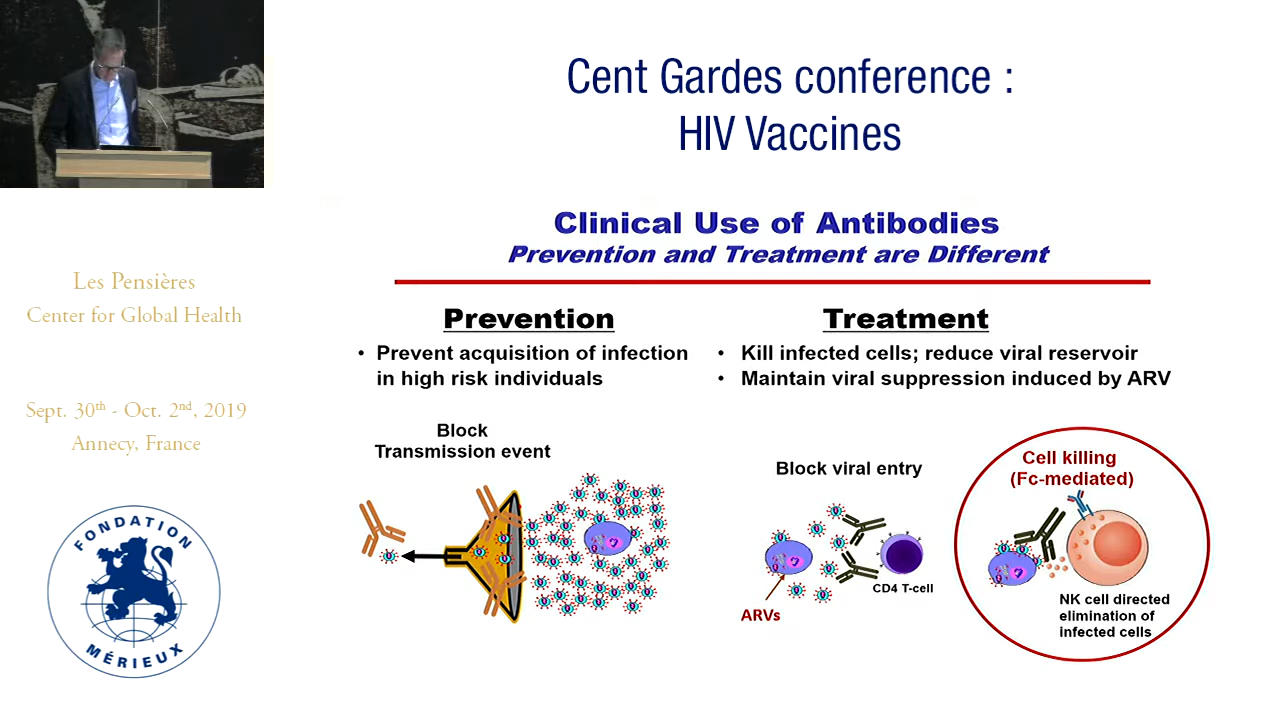 Cent Gardes conference :
HIV Vaccines
Les Pensières
Center for Global Health
Sept. 30th - Oct. 2nd, 2019
Annecy, France
FONDATION
MÉRIEUX
Clinical Use of Antibodies
Prevention and Treatment are Different
Prevention
• Prevent acquisition of infection
in high risk individuals
Block
Transmission event
Treatment
• Kill infected cells; reduce viral reservoir
• Maintain viral suppression induced by ARV
Block viral entry
CD4 T-cell
ARVs
Cell killing
(Fc-mediated)
NK cell directed
elimination of
infected cells